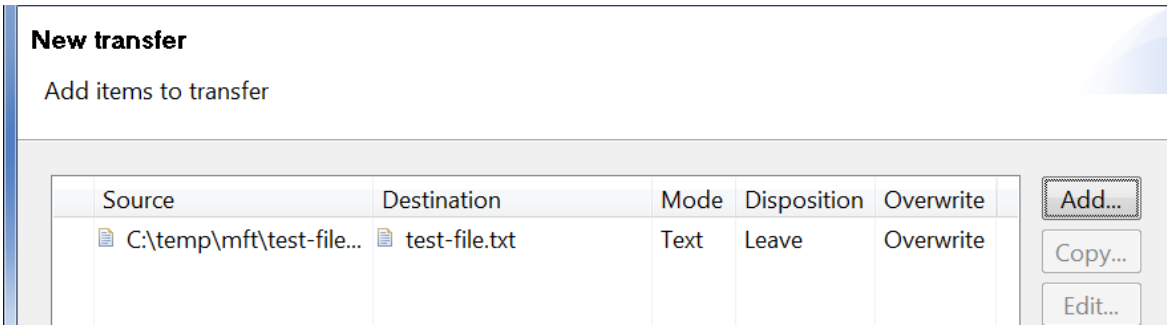 New transfer
Add items to transfer
Source Destination Mode Disposition Overwrite
C:\temp\mft\test-file... test-file.txt Text Leave Overwrite
Add...
Copy...
Edit...